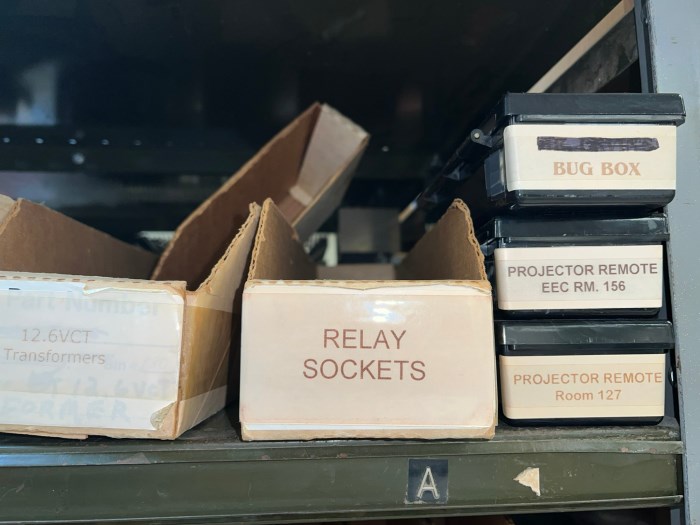 Part Number
12.6VCT
Transformers
RELAY
SOCKETS
BUG BOX
PROJECTOR REMOTE
EEC RM. 156
PROJECTOR REMOTE
Room 127
A